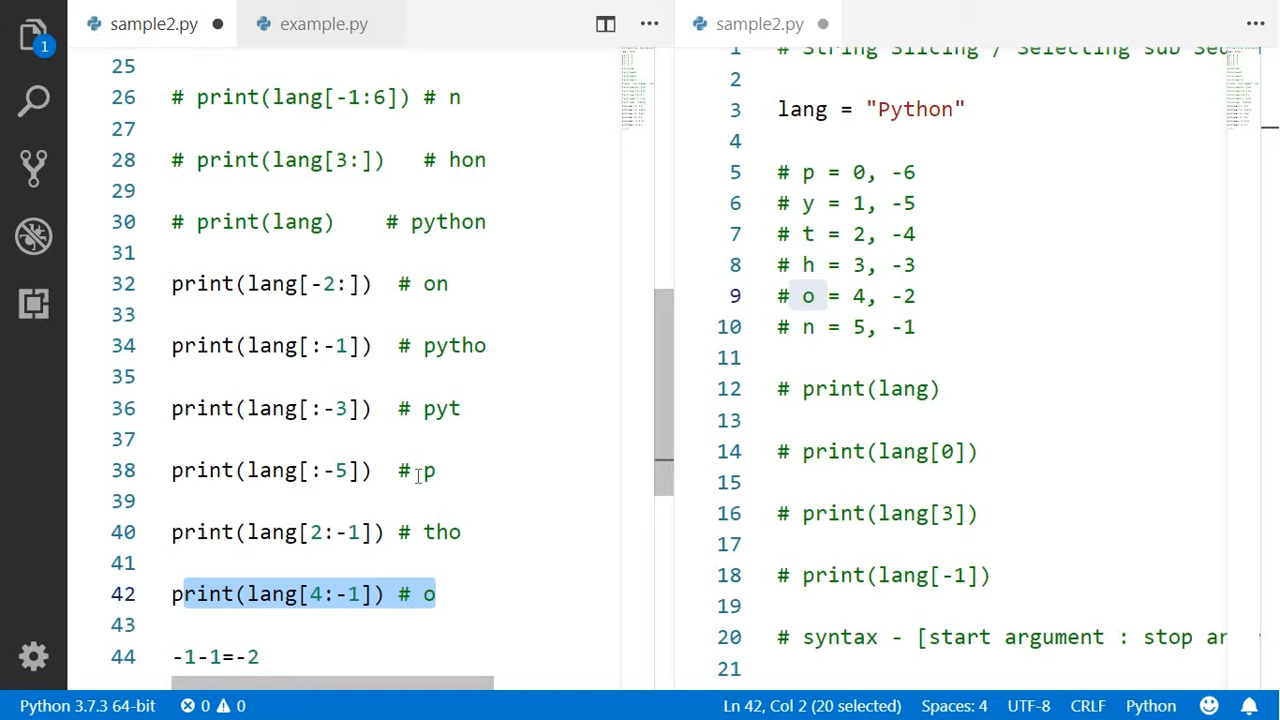 sample2.py
example.py
sample2.py
1
25
26 # print(lang[-1:6]) # n
27
28 # print(lang[3:])   # hon
29
30 # print(lang)    # python
31
32 print(lang[-2:])  # on
33
34 print(lang[:-1])  # pytho
35
36 print(lang[:-3])  # pyt
37
38 print(lang[:-5])  # p
39
40 print(lang[2:-1]) # tho
41
42 print(lang[4:-1]) # o
43
44 -1-1=-2
1 # String Slicing / Selecting sub Seq
2
3 lang = "Python"
4
5 # p = 0, -6
6 # y = 1, -5
7 # t = 2, -4
8 # h = 3, -3
9 # o = 4, -2
10 # n = 5, -1
11
12 # print(lang)
13
14 # print(lang[0])
15
16 # print(lang[3])
17
18 # print(lang[-1])
19
20 # syntax - [start argument : stop ar
21
Python 3.7.3 64-bit
0
0
Ln 42, Col 2 (20 selected)
Spaces: 4
UTF-8
CRLF
Python